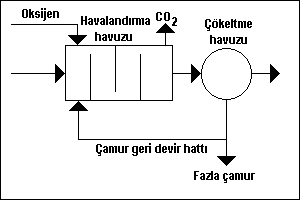 Oksijen
Havalandırma
havuzu
CO2
Çökeltme
havuzu
Çamur geri devir hattı
Fazla çamur